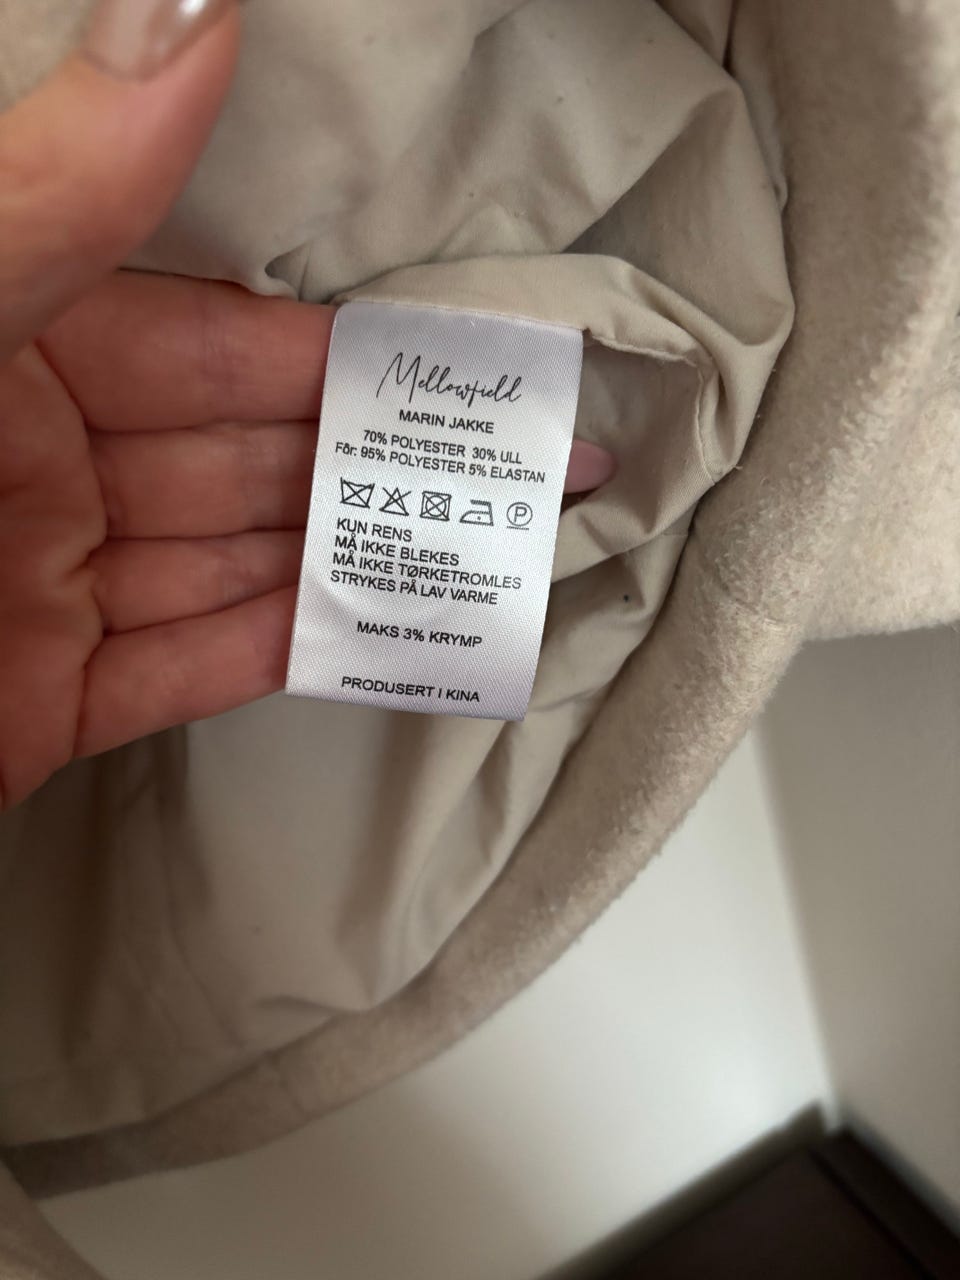 Mellowfield
MARIN JAKKE
70% POLYESTER 30% ULL
Fôr: 95% POLYESTER 5% ELASTAN
P
KUN RENS
MÅ IKKE BLEKES
MÅ IKKE TØRKETROMLES
STRYKES PÅ LAV VARME
MAKS 3% KRYMP
PRODUSERT I KINA